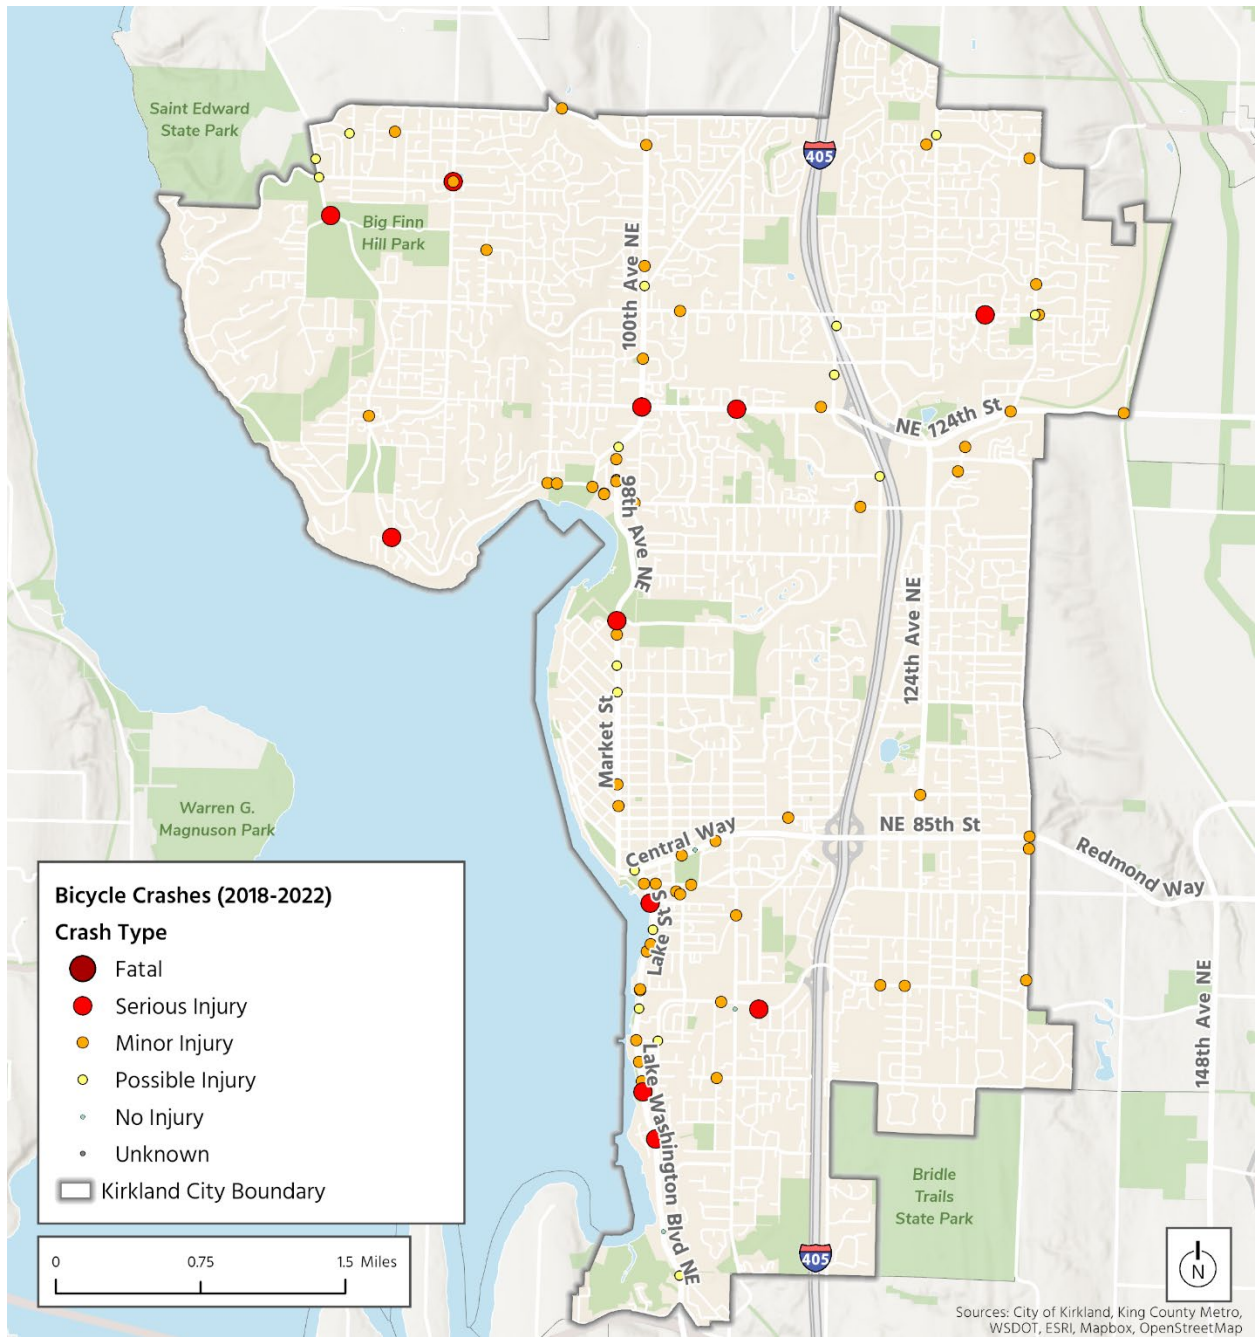 Saint Edward
State Park
405
Big Finn
Hill Park
100th Ave NE
NE 124th St
98th Ave NE
124th Ave NE
Market St
Warren G.
Magnuson Park
Central Way
NE 85th St
Redmond Way
Lake St S
148th Ave NE
Lake Washington Blvd NE
Bridle
Trails
State Park
405
Bicycle Crashes (2018-2022)
Crash Type
Fatal
Serious Injury
Minor Injury
Possible Injury
No Injury
Unknown
Kirkland City Boundary
0 0.75 1.5 Miles
N
Sources: City of Kirkland, King County Metro,
WSDOT, ESRI, Mapbox, OpenStreetMap